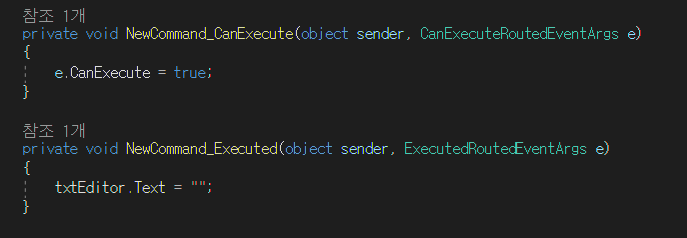 참조 1개
private void NewCommand_CanExecute(object sender, CanExecuteRoutedEventArgs e)
{
e.CanExecute = true;
}
참조 1개
private void NewCommand_Executed(object sender, ExecutedRoutedEventArgs e)
{
txtEditor.Text = "";
}